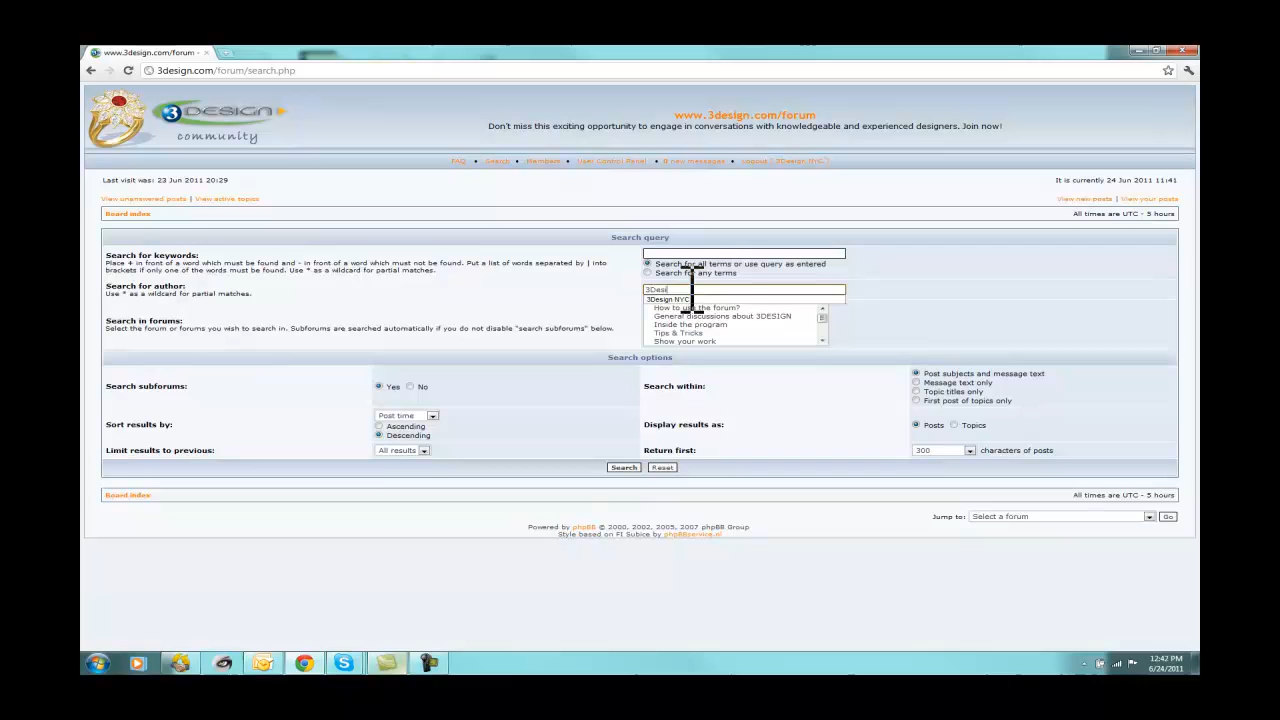 www.3design.com/forum -
3design.com/forum/search.php
3DESIGN
community
www.3design.com/forum
Don't miss this exciting opportunity to engage in conversations with knowledgeable and experienced designers. Join now!
FAQ • Search • Members • User Control Panel • 0 new messages • Logout [ 3Design NYC ]
Last visit was: 23 Jun 2011 20:29
It is currently 24 Jun 2011 11:41
View unanswered posts | View active topics
View new posts | View your posts
Board index
All times are UTC - 5 hours
Search query
Search for keywords:
Place + in front of a word which must be found and - in front of a word which must not be found. Put a list of words separated by | into
brackets if only one of the words must be found. Use * as a wildcard for partial matches.
Search for all terms or use query as entered
Search for any terms
Search for author:
Use * as a wildcard for partial matches.
3Desi
3Design NYC
Search in forums:
Select the forum or forums you wish to search in. Subforums are searched automatically if you do not disable "search subforums" below.
How to use the forum?
General discussions about 3DESIGN
Inside the program
Tips & Tricks
Show your work
Search options
Search subforums:
Yes No
Search within:
Post subjects and message text
Message text only
Topic titles only
First post of topics only
Sort results by:
Post time
Ascending
Descending
Display results as:
Posts Topics
Limit results to previous:
All results
Return first:
300 characters of posts
Search Reset
Board index
All times are UTC - 5 hours
Jump to: Select a forum Go
Powered by phpBB © 2000, 2002, 2005, 2007 phpBB Group
Style based on FI Subice by phpBBservice.nl
12:42 PM
6/24/2011